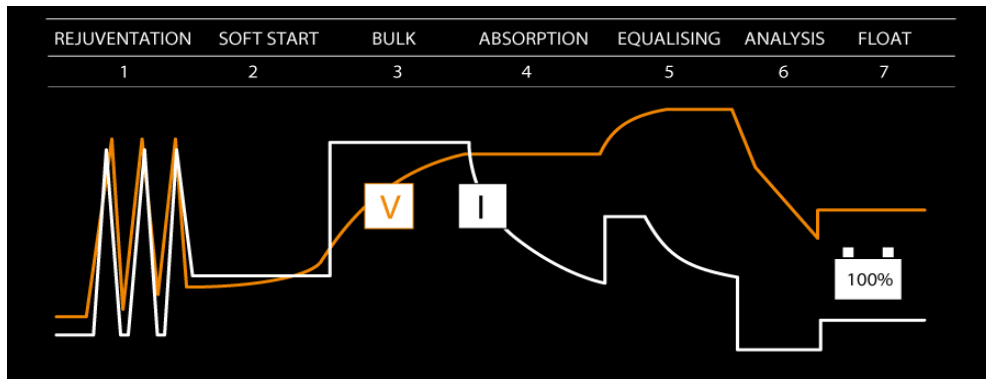 REJUVENTATION SOFT START BULK ABSORPTION EQUALISING ANALYSIS FLOAT
1 2 3 4 5 6 7
V I
100%